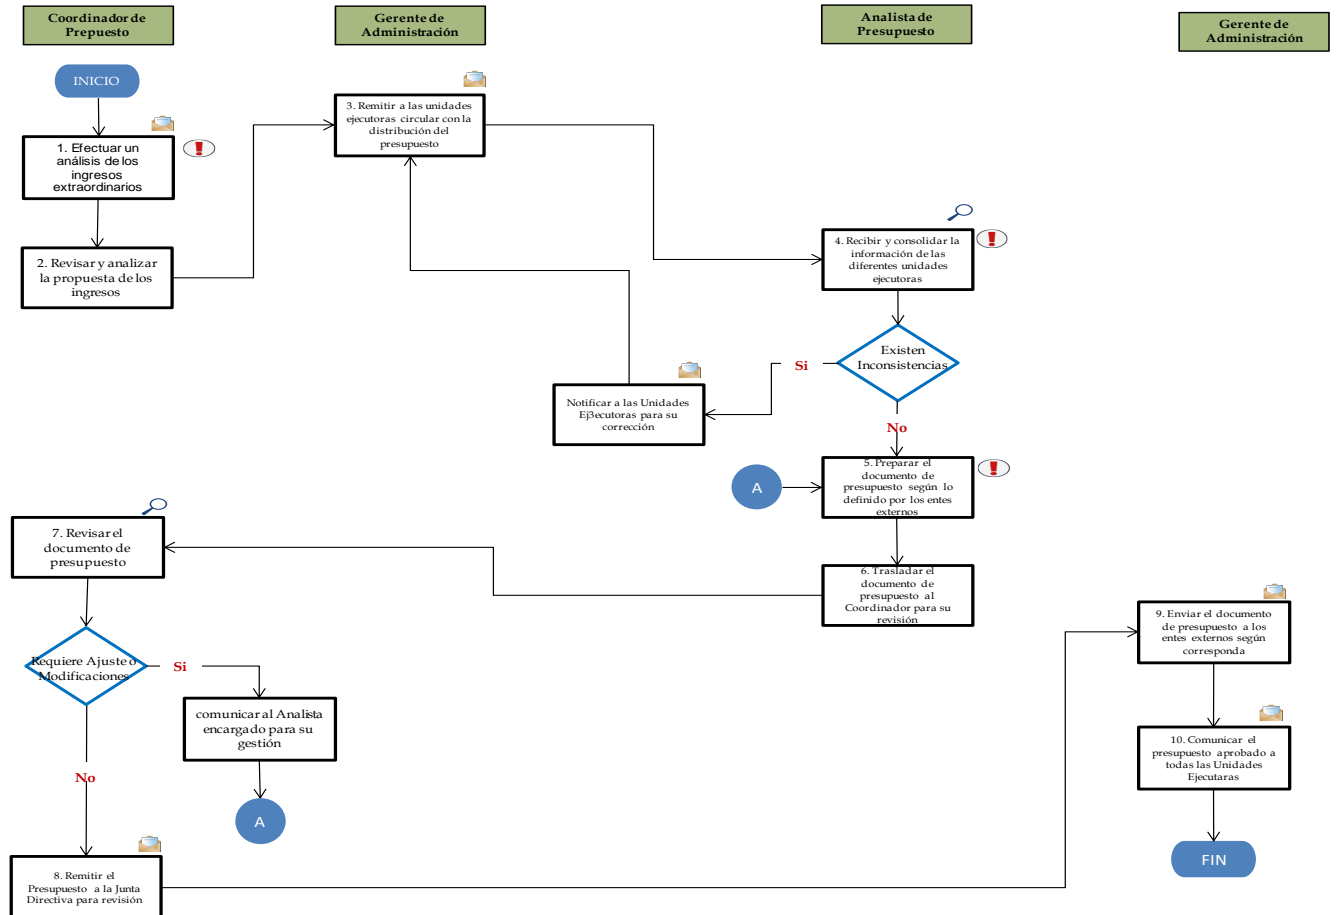 Coordinador de
Prepuesto
Gerente de
Administración
Analista de
Presupuesto
Gerente de
Administración
INICIO
1. Efectuar un
análisis de los
ingresos
extraordinarios
2. Revisar y analizar
la propuesta de los
ingresos
3. Remitir a las unidades
ejecutoras circular con la
distribución del
presupuesto
4. Recibir y consolidar la
información de las
diferentes unidades
ejecutoras
Existen
Inconsistencias
Si
Notificar a las Unidades
Ej3ecutoras para su
corrección
No
A
5. Preparar el
documento de
presupuesto según lo
definido por los entes
externos
6. Trasladar el
documento de
presupuesto al
Coordinador para su
revisión
7. Revisar el
documento de
presupuesto
Requiere Ajuste o
Modificaciones
Si
comunicar al Analista
encargado para su
gestión
A
No
8. Remitir el
Presupuesto a la Junta
Directiva para revisión
9. Enviar el documento
de presupuesto a los
entes externos según
corresponda
10. Comunicar el
presupuesto aprobado a
todas las Unidades
Ejecutaras
FIN